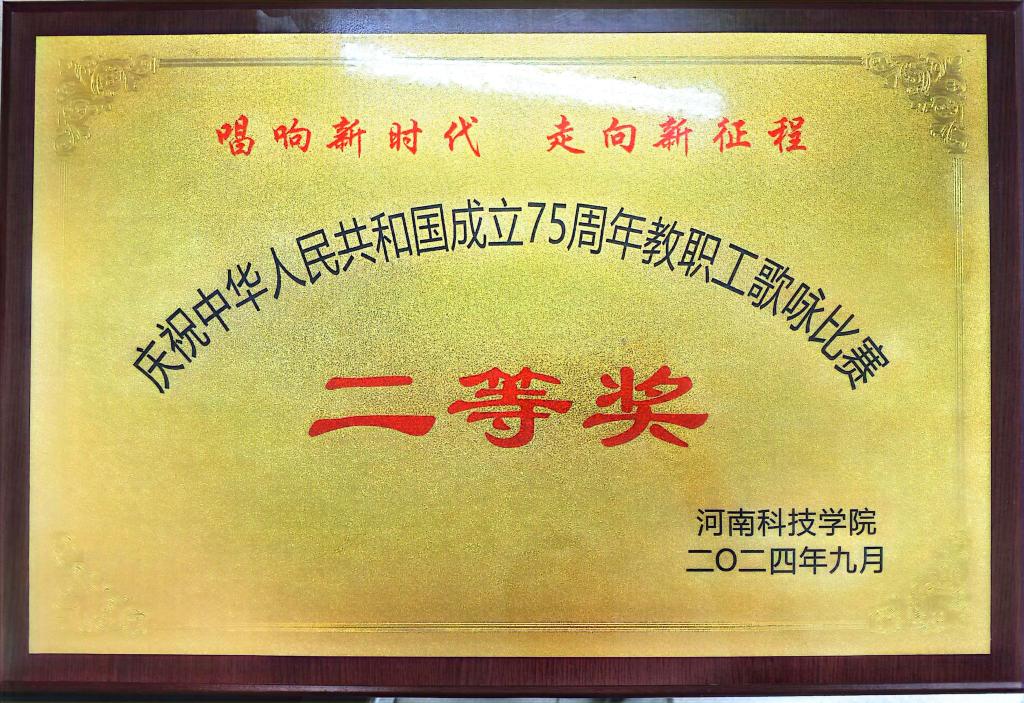 唱响新时代 走向新征程
庆祝中华人民共和国成立75周年教职工歌咏比赛
二等奖
河南科技学院
二〇二四年九月